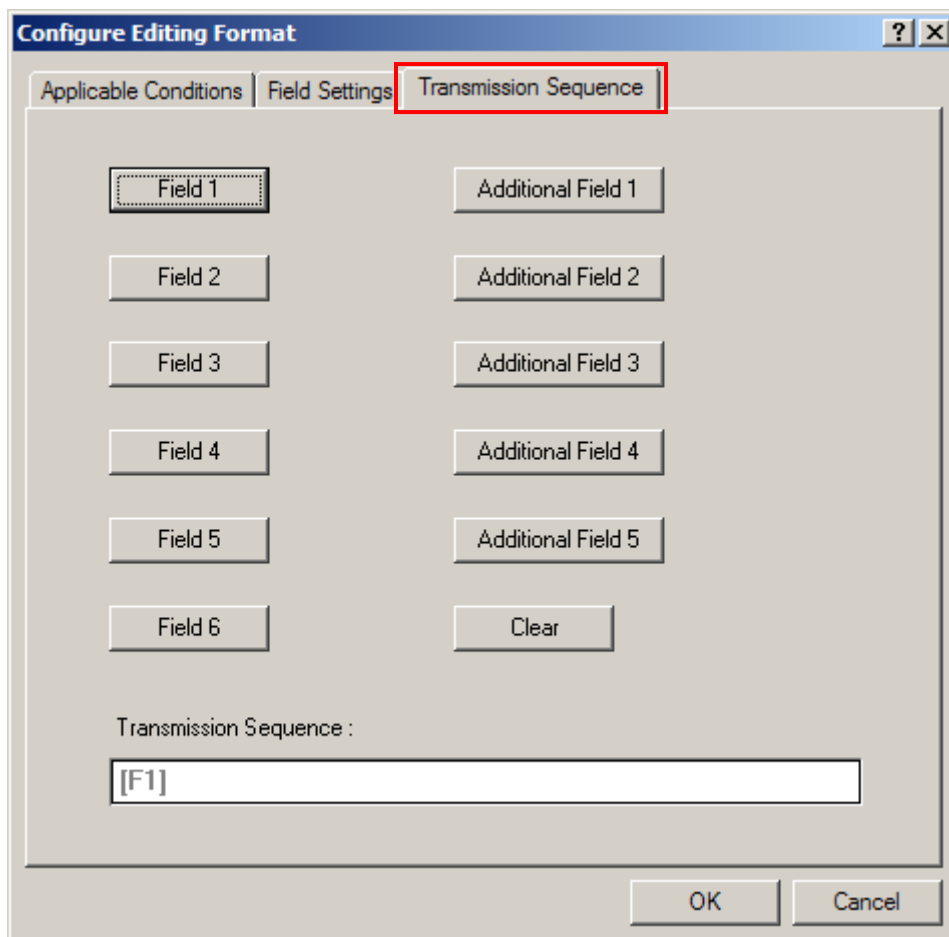 Configure Editing Format
Applicable Conditions Field Settings Transmission Sequence
Field 1 Additional Field 1
Field 2 Additional Field 2
Field 3 Additional Field 3
Field 4 Additional Field 4
Field 5 Additional Field 5
Field 6 Clear
Transmission Sequence :
[F1]
OK Cancel